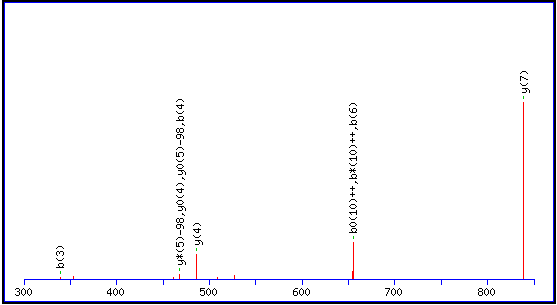 b(3)
y*(5)-98,y0(4),y0(5)-98,b(4)
y(4)
b0(10)++,b*(10)++,b(6)
y(7)
300 400 500 600 700 800